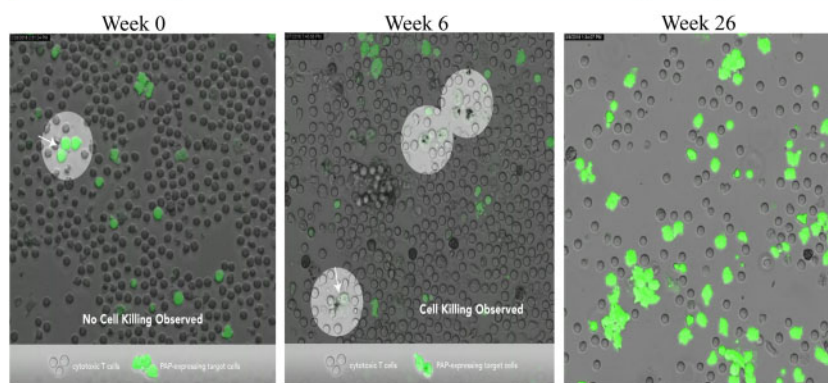 Week 0
Week 6
Week 26
No Cell Killing Observed
Cell Killing Observed
cytotoxic T cells
PAP-expressing target cells
cytotoxic T cells
PAP-expressing target cells